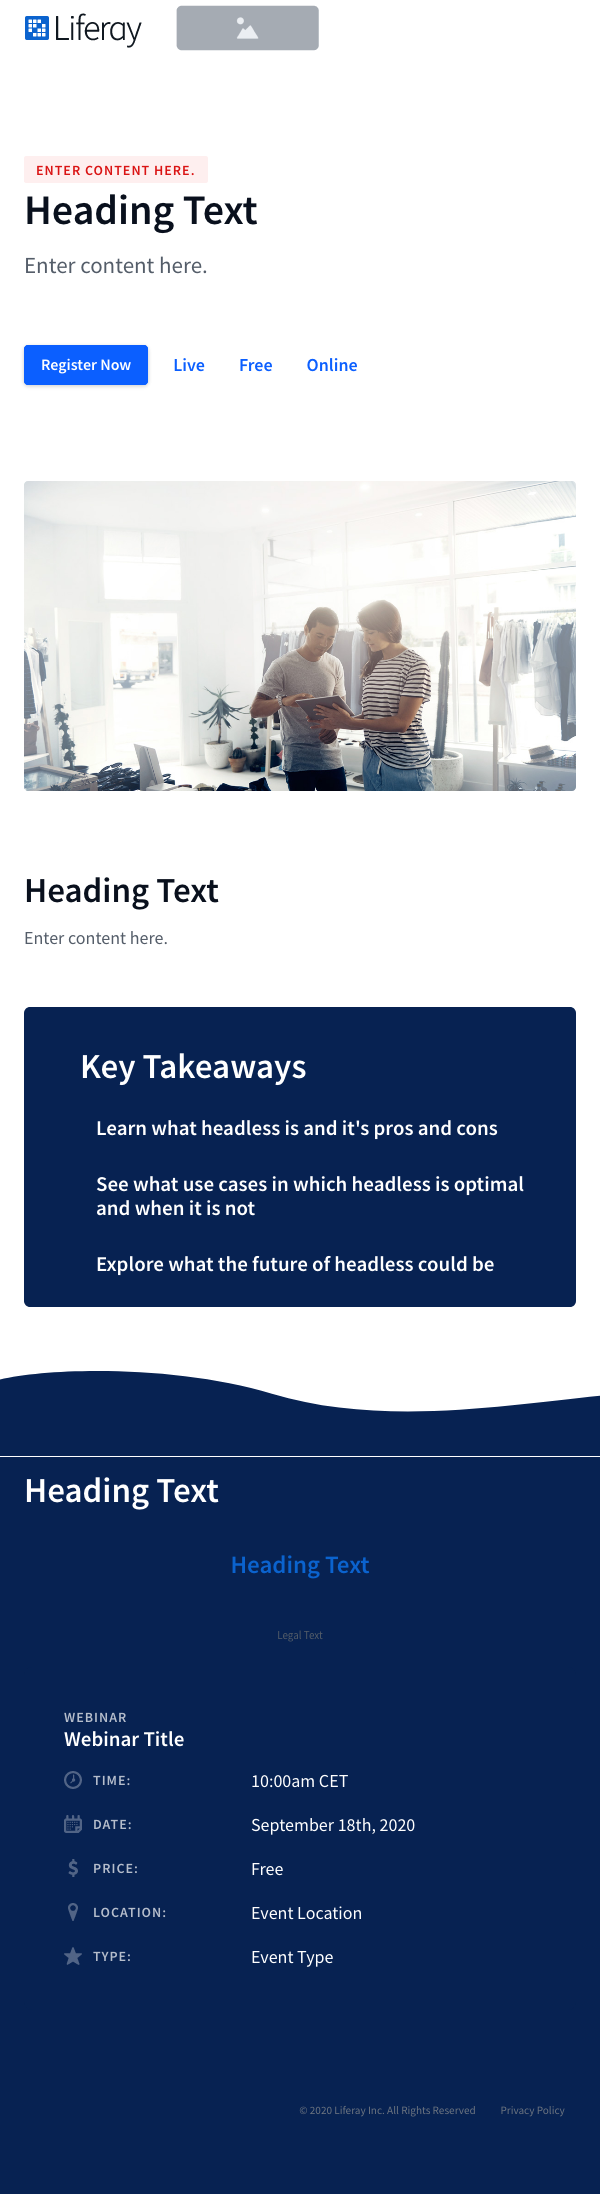 Liferay
ENTER CONTENT HERE.
Heading Text
Enter content here.
Register Now Live Free Online
Heading Text
Enter content here.
Key Takeaways
Learn what headless is and it's pros and cons
See what use cases in which headless is optimal
and when it is not
Explore what the future of headless could be
Heading Text
Heading Text
Legal Text
WEBINAR
Webinar Title
TIME: 10:00am CET
DATE: September 18th, 2020
PRICE: Free
LOCATION: Event Location
TYPE: Event Type
© 2020 Liferay Inc. All Rights Reserved Privacy Policy